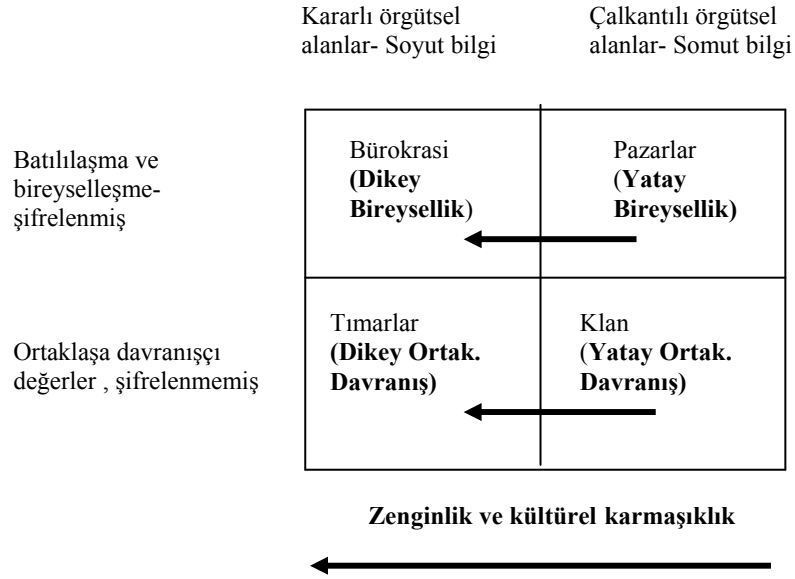 Kararlı örgütsel
alanlar- Soyut bilgi
Çalkantılı örgütsel
alanlar- Somut bilgi
Batılılaşma ve
bireyselleşme-
şifrelenmiş
Bürokrasi
(Dikey
Bireysellik)
Pazarlar
(Yatay
Bireysellik)
Ortaklaşa davranışçı
değerler , şifrelenmemiş
Tımarlar
(Dikey Ortak.
Davranış)
Klan
(Yatay Ortak.
Davranış)
Zenginlik ve kültürel karmaşıklık